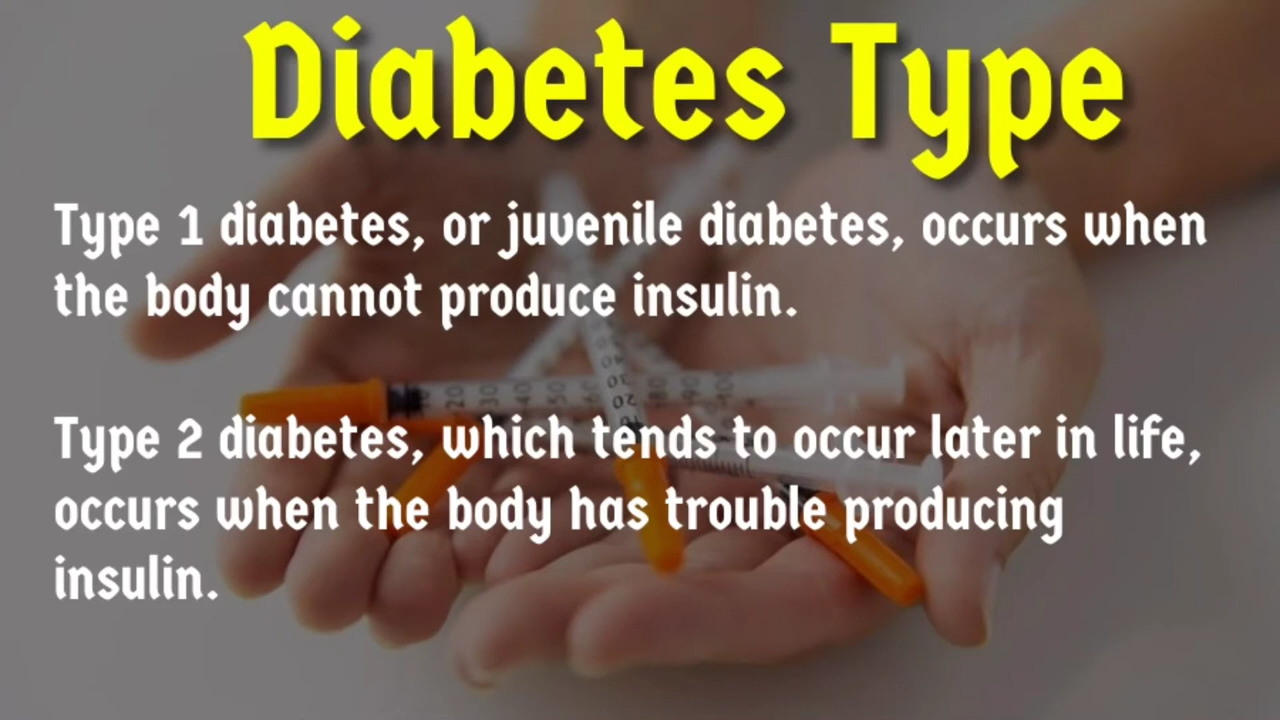 Diabetes Type
Type 1 diabetes, or juvenile diabetes, occurs when
the body cannot produce insulin.
Type 2 diabetes, which tends to occur later in life,
occurs when the body has trouble producing
insulin.